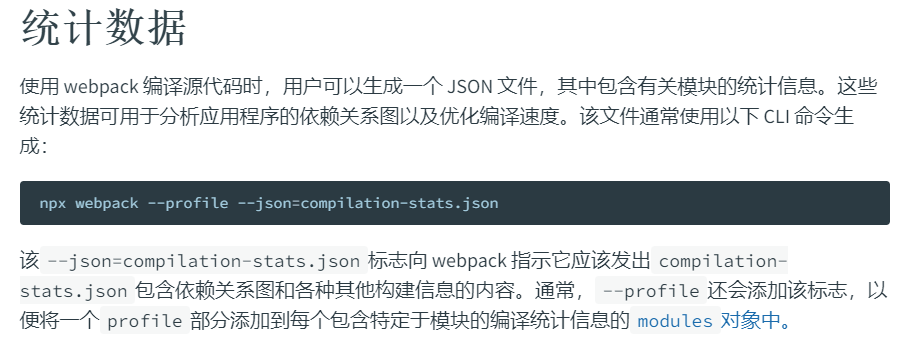 统计数据
使用 webpack 编译源代码时，用户可以生成一个 JSON 文件，其中包含有关模块的统计信息。这些
统计数据可用于分析应用程序的依赖关系图以及优化编译速度。该文件通常使用以下 CLI 命令生
成：
npx webpack --profile --json=compilation-stats.json
该 --json=compilation-stats.json 标志向 webpack 指示它应该发出 compilation-
stats.json 包含依赖关系图和各种其他构建信息的内容。通常， --profile 还会添加该标志，以
便将一个 profile 部分添加到每个包含特定于模块的编译统计信息的 modules 对象中。